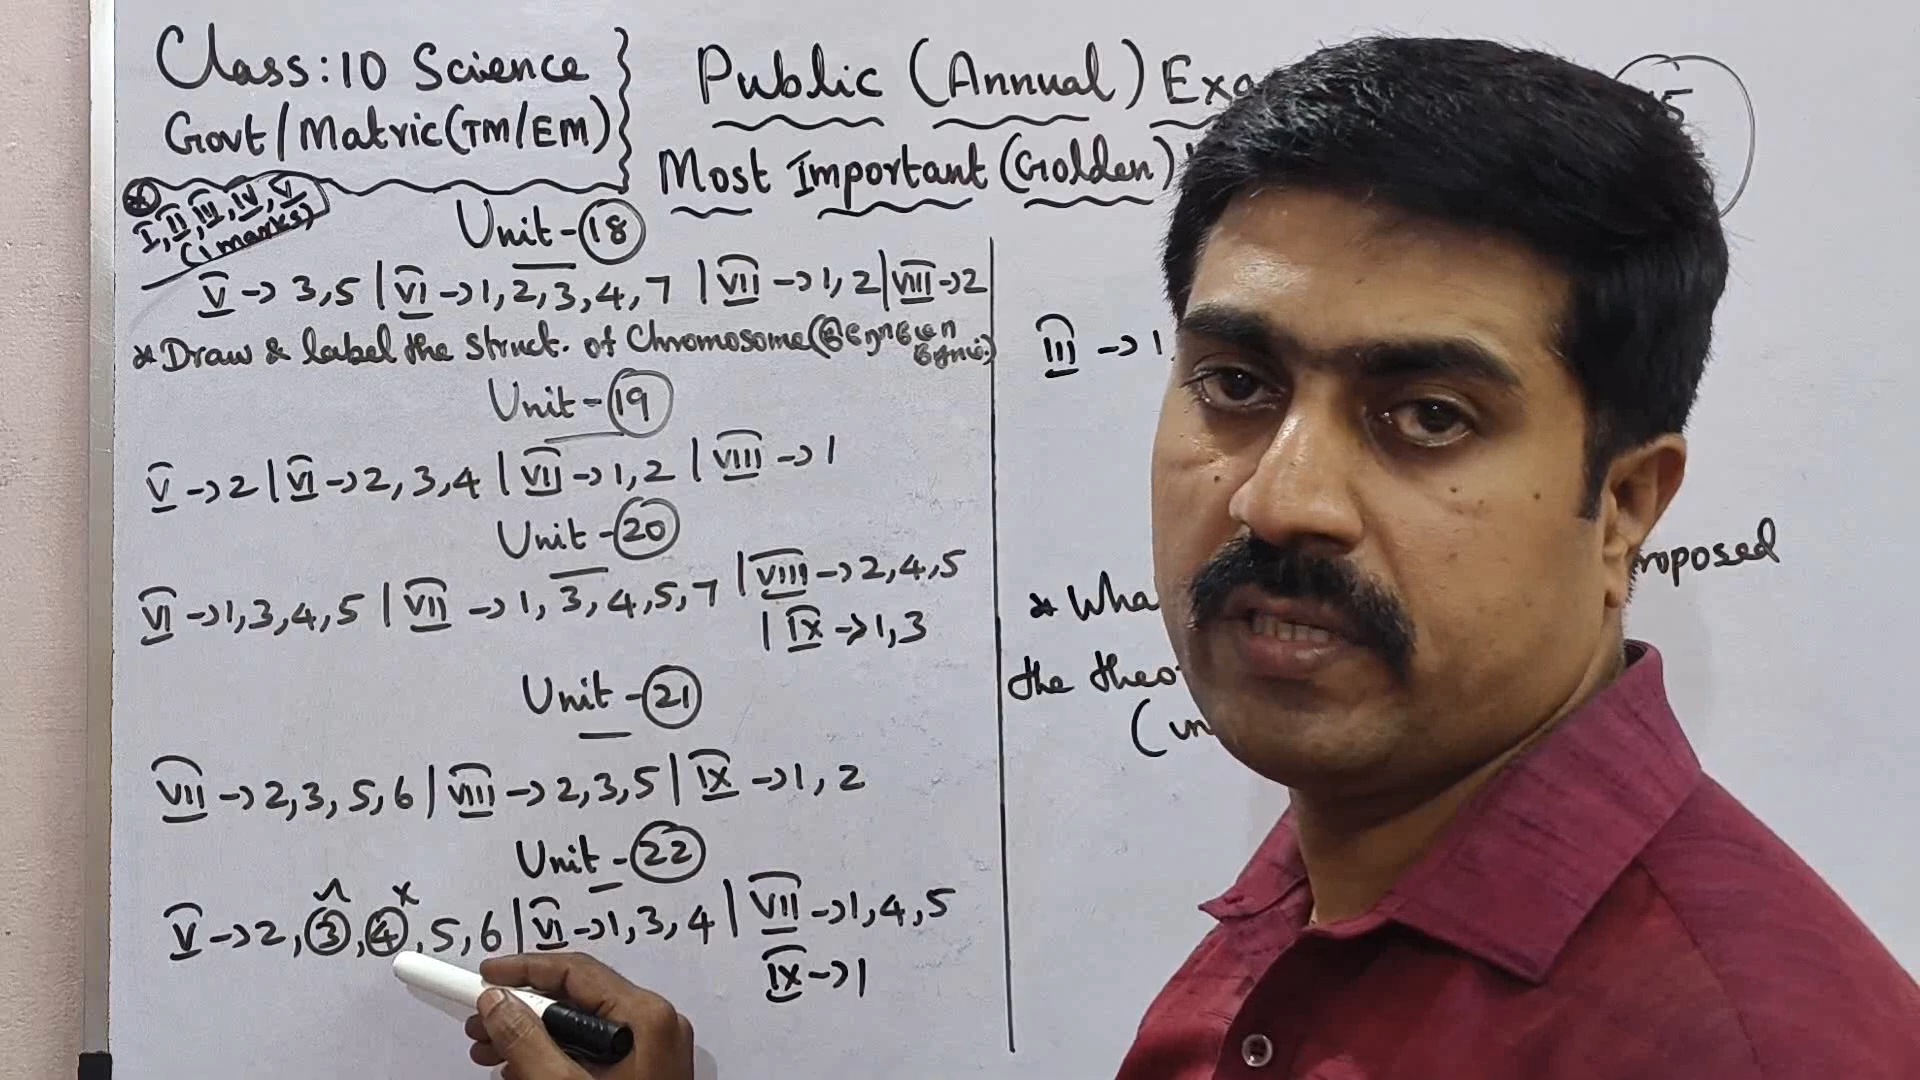 Class:10 Science
Govt/Matric(TM/EM)
Public (Annual)
Most Important (Golden)
I, II, III, IV, V
(1 marks)
Unit-18
V → 3,5 | VI → 1,2,3,4,7 | VII → 1,2 | VIII → 2
* Draw & label the struct. of Chromosome
Unit-19
V → 2 | VI → 2,3,4 | VII → 1,2 | VIII → 1
Unit-20
VI → 1,3,4,5 | VII → 1,3,4,5,7 | VIII → 2,4,5
| IX → 1,3
Unit-21
VII → 2,3,5,6 | VIII → 2,3,5 | IX → 1,2
Unit-22
V → 2,3,4,5,6 | VI → 1,3,4 | VII → 1,4,5
IX → 1
III → 1
the